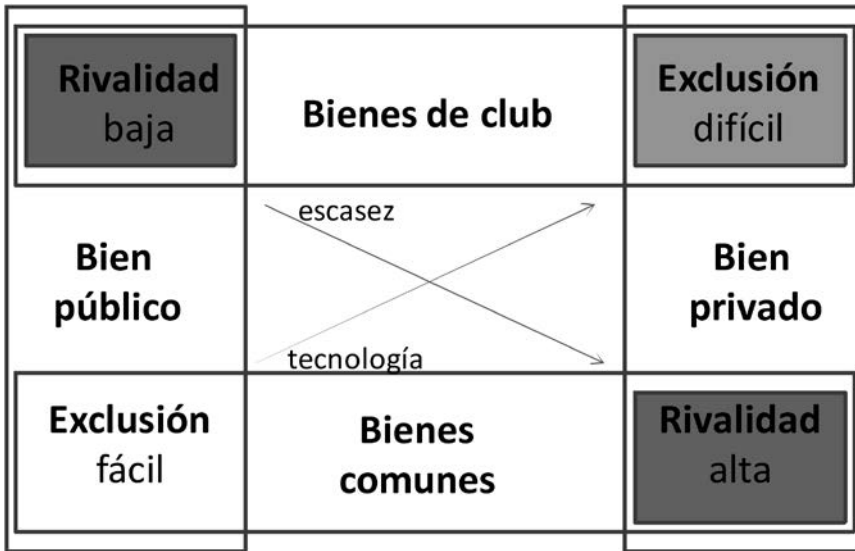 Rivalidad
baja
Bienes de club
Exclusión
difícil
escasez
Bien
público
Bien
privado
tecnología
Exclusión
fácil
Bienes
comunes
Rivalidad
alta